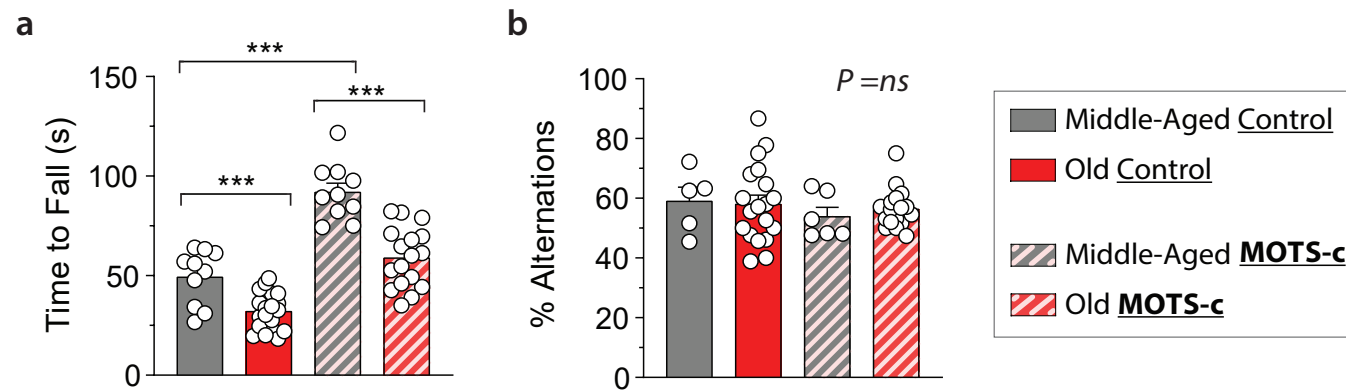 a
Time to Fall (s)
150
100
50
0
***
***
***
b
% Alternations
100
80
60
40
20
0
P =ns
Middle-Aged Control
Old Control
Middle-Aged MOTS-c
Old MOTS-c